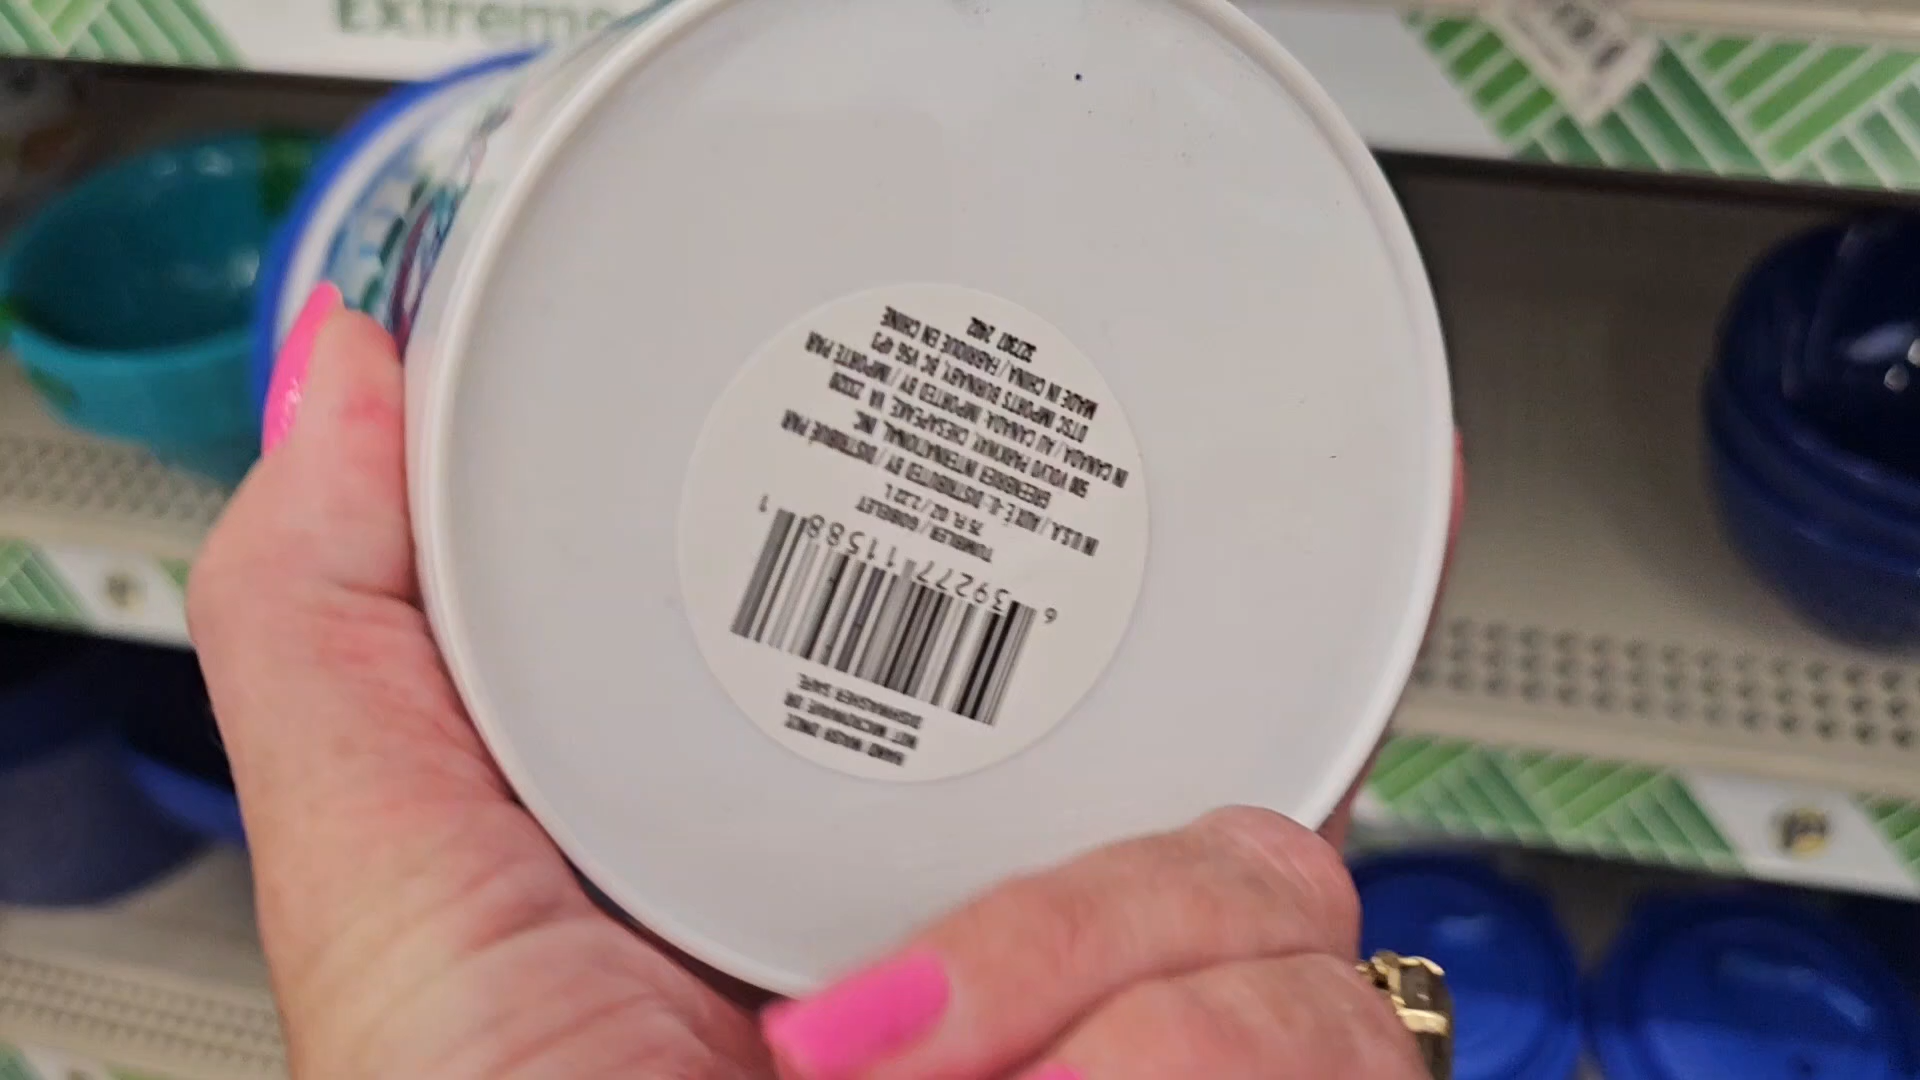 Extreme
HAND WASH ONLY.
NOT MICROWAVE OR
DISHWASHER SAFE.
6 39277 11588 1
TUMBLER / GOBELET
75 FL OZ / 2.22 L
IN U.S.A. / AUX É.-U.: DISTRIBUTED BY / DISTRIBUÉ PAR
GREENBRIER INTERNATIONAL, INC.
500 VOLVO PARKWAY, CHESAPEAKE, VA 23320
IN CANADA / AU CANADA: IMPORTED BY / IMPORTÉ PAR
DTSC IMPORTS BURNABY, BC V5G 4P3
MADE IN CHINA / FABRIQUÉ EN CHINE
327307 2402